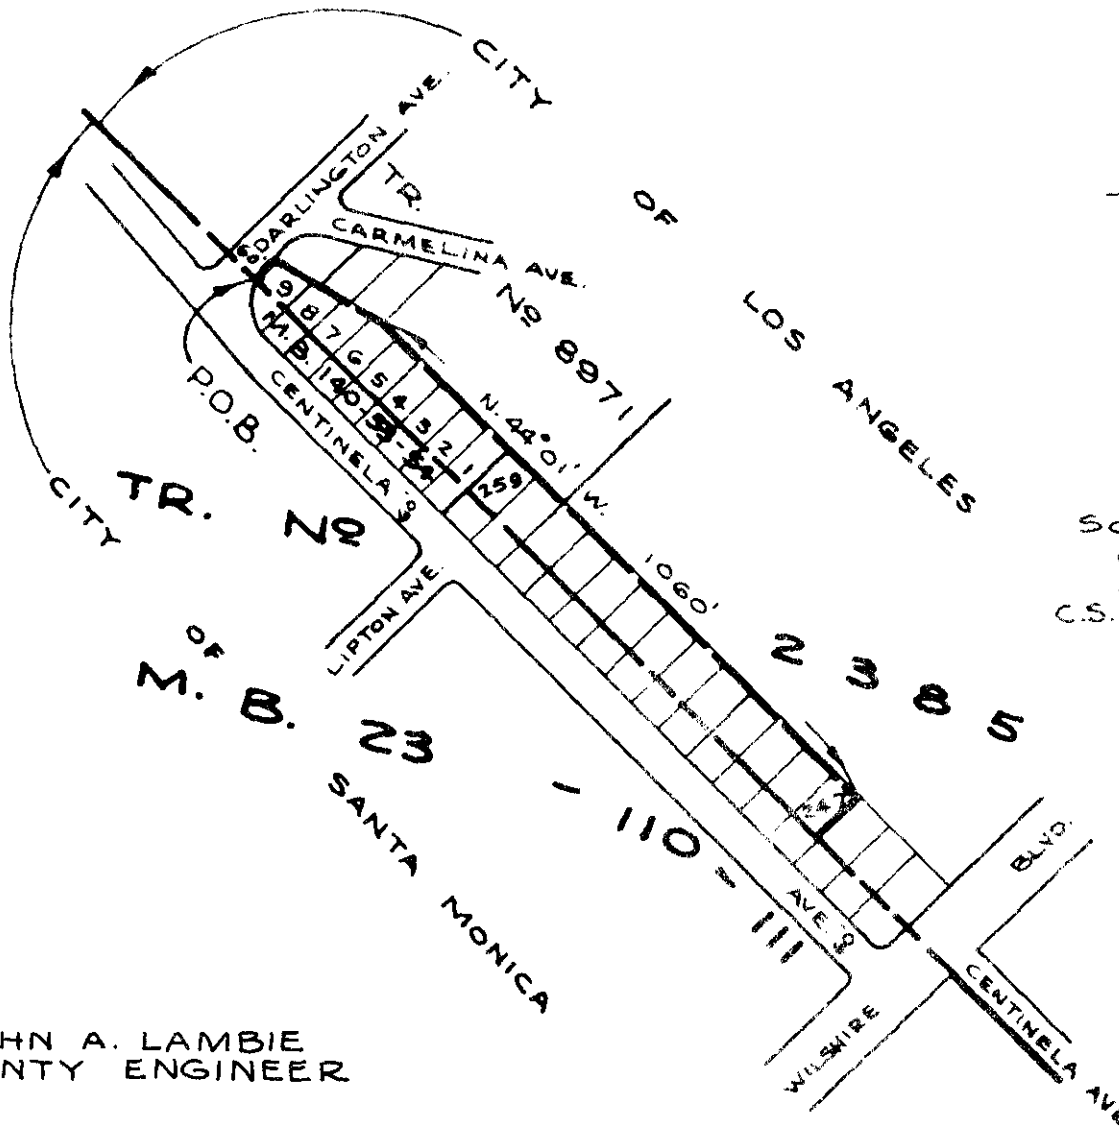 CITY
DARLINGTON AVE.
TR.
CARMELINA AVE.
OF
LOS ANGELES
Nº 8971
9
8
7
6
5
4
3
2
1
M. B. 140-
P.O.B.
CENTINELA
N. 44°01' W.
1060'
259
CITY
TR. Nº
2385
LIPTON AVE.
C.S.
OF
M. B. 23 - 110 - 111
SANTA MONICA
AVE.
BLVD.
WILSHIRE
CENTINELA AVE
HN A. LAMBIE
NTY ENGINEER